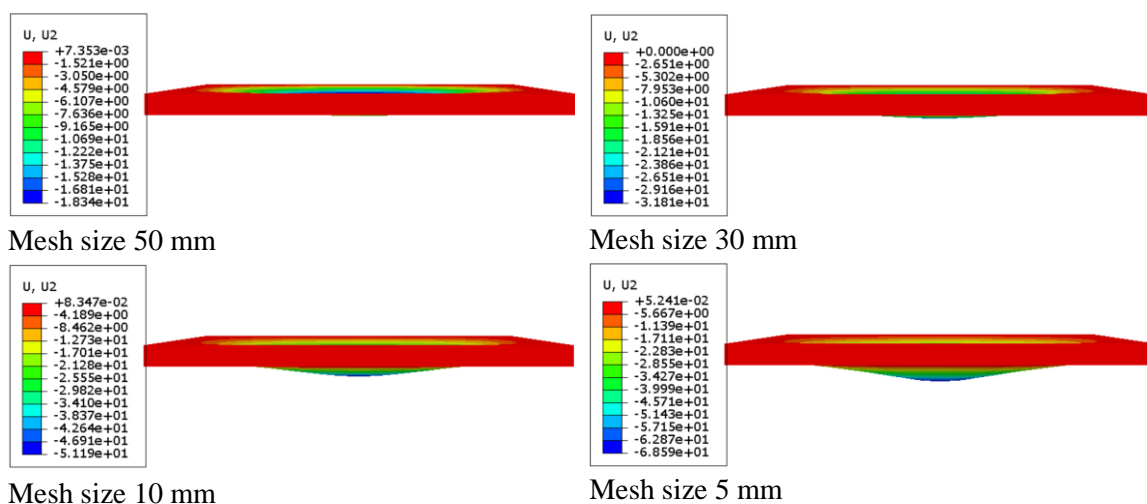 U, U2
+7.353e-03
-1.521e+00
-3.050e+00
-4.579e+00
-6.107e+00
-7.636e+00
-9.165e+00
-1.069e+01
-1.222e+01
-1.375e+01
-1.528e+01
-1.681e+01
-1.834e+01
Mesh size 50 mm
U, U2
+0.000e+00
-2.651e+00
-5.302e+00
-7.953e+00
-1.060e+01
-1.325e+01
-1.591e+01
-1.856e+01
-2.121e+01
-2.386e+01
-2.651e+01
-2.916e+01
-3.181e+01
Mesh size 30 mm
U, U2
+8.347e-02
-4.189e+00
-8.462e+00
-1.273e+01
-1.701e+01
-2.128e+01
-2.555e+01
-2.982e+01
-3.410e+01
-3.837e+01
-4.264e+01
-4.691e+01
-5.119e+01
Mesh size 10 mm
U, U2
+5.241e-02
-5.667e+00
-1.139e+01
-1.711e+01
-2.283e+01
-2.855e+01
-3.427e+01
-3.999e+01
-4.571e+01
-5.143e+01
-5.715e+01
-6.287e+01
-6.859e+01
Mesh size 5 mm